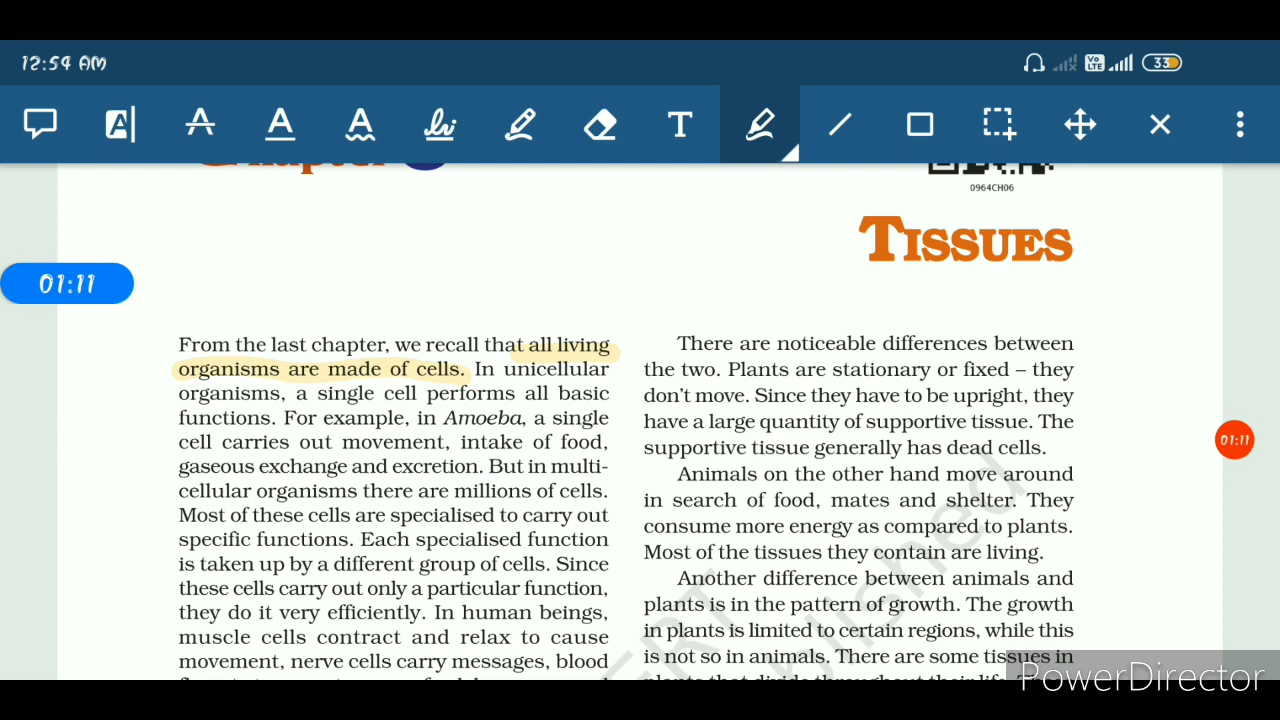 12:54 AM
Vo LTE
33
A
A
A
A
T
Chapter
0964CH06
TISSUES
01:11
01:11
From the last chapter, we recall that all living
organisms are made of cells. In unicellular
organisms, a single cell performs all basic
functions. For example, in Amoeba, a single
cell carries out movement, intake of food,
gaseous exchange and excretion. But in multi-
cellular organisms there are millions of cells.
Most of these cells are specialised to carry out
specific functions. Each specialised function
is taken up by a different group of cells. Since
these cells carry out only a particular function,
they do it very efficiently. In human beings,
muscle cells contract and relax to cause
movement, nerve cells carry messages, blood
There are noticeable differences between
the two. Plants are stationary or fixed – they
don't move. Since they have to be upright, they
have a large quantity of supportive tissue. The
supportive tissue generally has dead cells.
Animals on the other hand move around
in search of food, mates and shelter. They
consume more energy as compared to plants.
Most of the tissues they contain are living.
Another difference between animals and
plants is in the pattern of growth. The growth
in plants is limited to certain regions, while this
is not so in animals. There are some tissues in
plants that divide throughout their life.
PowerDirector